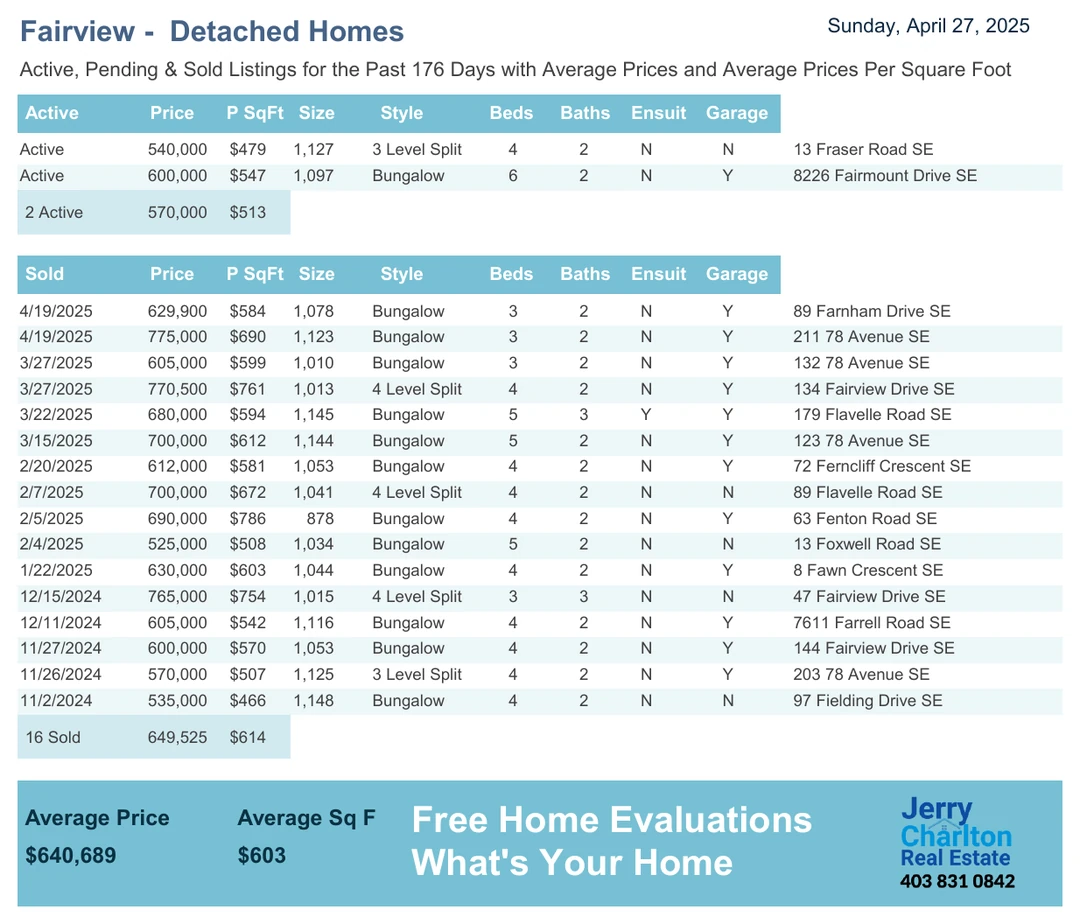 Fairview - Detached Homes
Sunday, April 27, 2025
Active, Pending & Sold Listings for the Past 176 Days with Average Prices and Average Prices Per Square Foot
Active Price P SqFt Size Style Beds Baths Ensuit Garage
Active 540,000 $479 1,127 3 Level Split 4 2 N N 13 Fraser Road SE
Active 600,000 $547 1,097 Bungalow 6 2 N Y 8226 Fairmount Drive SE
2 Active 570,000 $513
Sold Price P SqFt Size Style Beds Baths Ensuit Garage
4/19/2025 629,900 $584 1,078 Bungalow 3 2 N Y 89 Farnham Drive SE
4/19/2025 775,000 $690 1,123 Bungalow 3 2 N Y 211 78 Avenue SE
3/27/2025 605,000 $599 1,010 Bungalow 3 2 N Y 132 78 Avenue SE
3/27/2025 770,500 $761 1,013 4 Level Split 4 2 N Y 134 Fairview Drive SE
3/22/2025 680,000 $594 1,145 Bungalow 5 3 Y Y 179 Flavelle Road SE
3/15/2025 700,000 $612 1,144 Bungalow 5 2 N Y 123 78 Avenue SE
2/20/2025 612,000 $581 1,053 Bungalow 4 2 N Y 72 Ferncliff Crescent SE
2/7/2025 700,000 $672 1,041 4 Level Split 4 2 N N 89 Flavelle Road SE
2/5/2025 690,000 $786 878 Bungalow 4 2 N Y 63 Fenton Road SE
2/4/2025 525,000 $508 1,034 Bungalow 5 2 N N 13 Foxwell Road SE
1/22/2025 630,000 $603 1,044 Bungalow 4 2 N Y 8 Fawn Crescent SE
12/15/2024 765,000 $754 1,015 4 Level Split 3 3 N N 47 Fairview Drive SE
12/11/2024 605,000 $542 1,116 Bungalow 4 2 N Y 7611 Farrell Road SE
11/27/2024 600,000 $570 1,053 Bungalow 4 2 N Y 144 Fairview Drive SE
11/26/2024 570,000 $507 1,125 3 Level Split 4 2 N Y 203 78 Avenue SE
11/2/2024 535,000 $466 1,148 Bungalow 4 2 N N 97 Fielding Drive SE
16 Sold 649,525 $614
Average Price Average Sq F
$640,689 $603
Free Home Evaluations
What's Your Home
Jerry
Charlton
Real Estate
403 831 0842